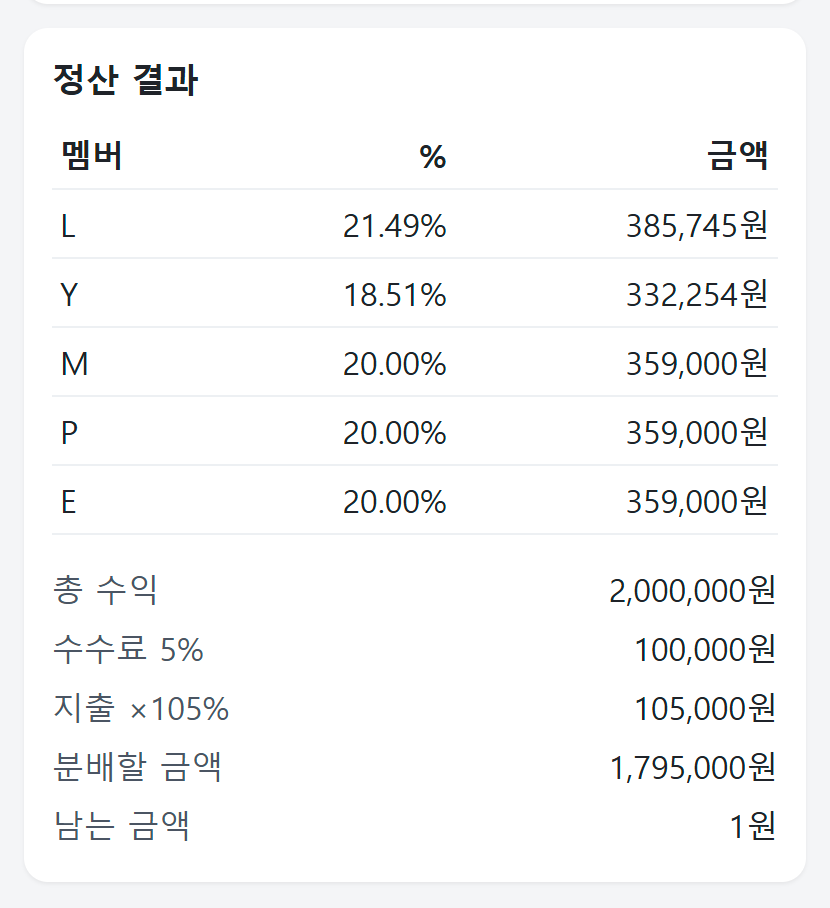 정산 결과
멤버 % 금액
L 21.49% 385,745원
Y 18.51% 332,254원
M 20.00% 359,000원
P 20.00% 359,000원
E 20.00% 359,000원
총 수익 2,000,000원
수수료 5% 100,000원
지출 ×105% 105,000원
분배할 금액 1,795,000원
남는 금액 1원